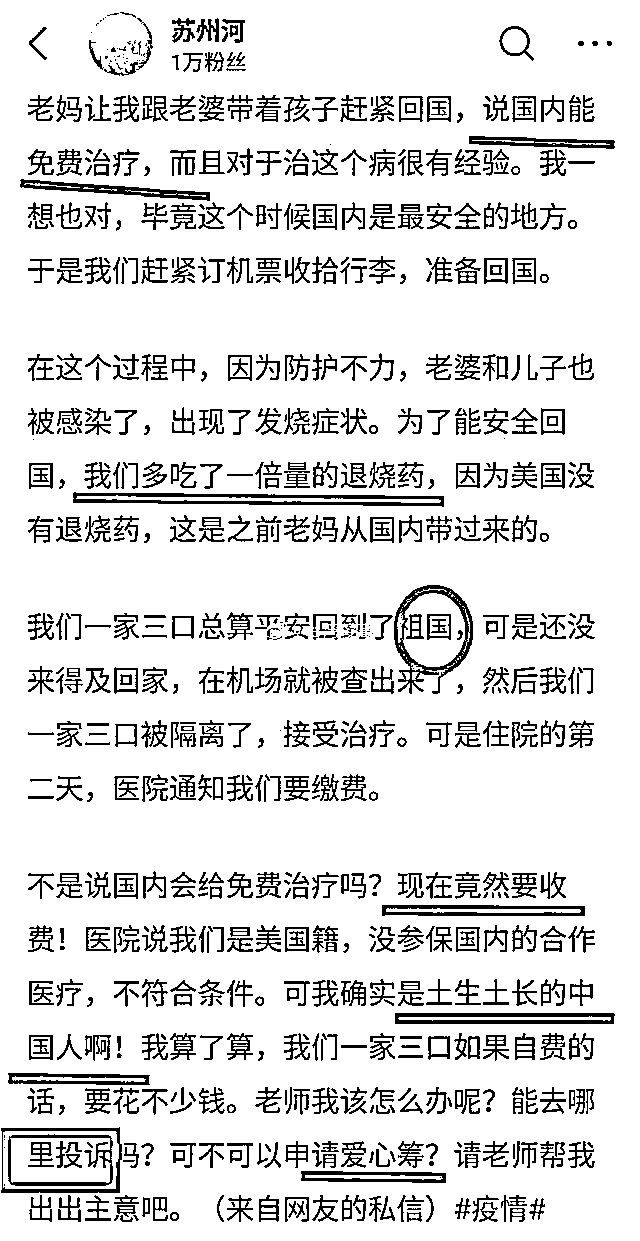 苏州河
1万粉丝
老妈让我跟老婆带着孩子赶紧回国，说国内能
免费治疗，而且对于治这个病很有经验。我一
想也对，毕竟这个时候国内是最安全的地方。
于是我们赶紧订机票收拾行李，准备回国。
在这个过程中，因为防护不力，老婆和儿子也
被感染了，出现了发烧症状。为了能安全回
国，我们多吃了一倍量的退烧药，因为美国没
有退烧药，这是之前老妈从国内带过来的。
我们一家三口总算平安回到了祖国，可是还没
来得及回家，在机场就被查出来了，然后我们
一家三口被隔离了，接受治疗。可是住院的第
二天，医院通知我们要缴费。
不是说国内会给免费治疗吗？现在竟然要收
费！医院说我们是美国籍，没参保国内的合作
医疗，不符合条件。可我确实是土生土长的中
国人啊！我算了算，我们一家三口如果自费的
话，要花不少钱。老师我该怎么办呢？能去哪
里投诉吗？可不可以申请爱心筹？请老师帮我
出出主意吧。（来自网友的私信）#疫情#